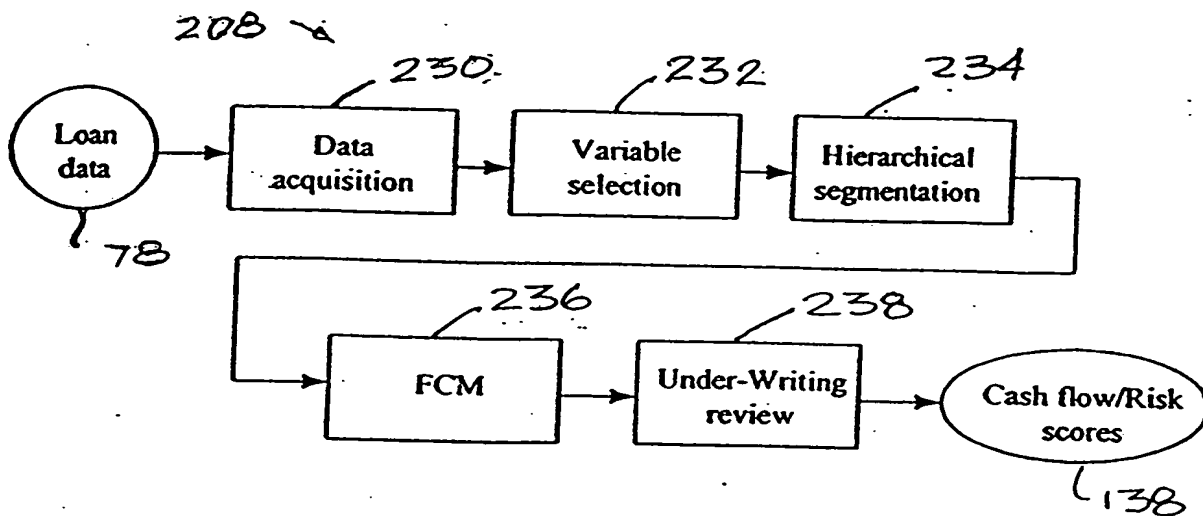 208
230
232
234
Loan
data
Data
acquisition
Variable
selection
Hierarchical
segmentation
78
236
238
FCM
Under-Writing
review
Cash flow/Risk
scores
138